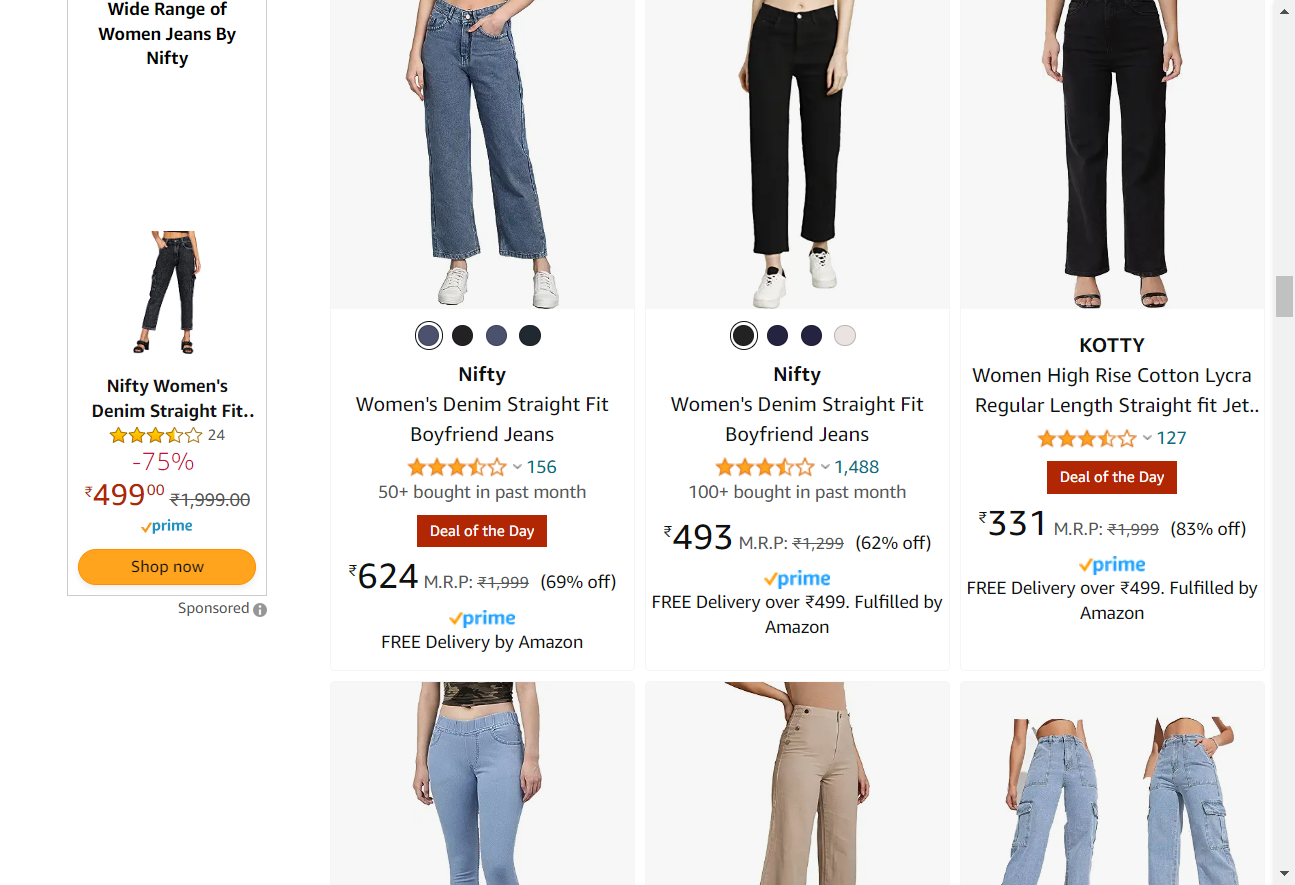 Wide Range of
Women Jeans By
Nifty
Nifty Women's
Denim Straight Fit..
24
-75%
₹49900 ₹1,999.00
prime
Shop now
Sponsored
Nifty
Women's Denim Straight Fit
Boyfriend Jeans
156
50+ bought in past month
Deal of the Day
₹624 M.R.P: ₹1,999 (69% off)
prime
FREE Delivery by Amazon
Nifty
Women's Denim Straight Fit
Boyfriend Jeans
1,488
100+ bought in past month
₹493 M.R.P: ₹1,299 (62% off)
prime
FREE Delivery over ₹499. Fulfilled by
Amazon
KOTTY
Women High Rise Cotton Lycra
Regular Length Straight fit Jet..
127
Deal of the Day
₹331 M.R.P: ₹1,999 (83% off)
prime
FREE Delivery over ₹499. Fulfilled by
Amazon